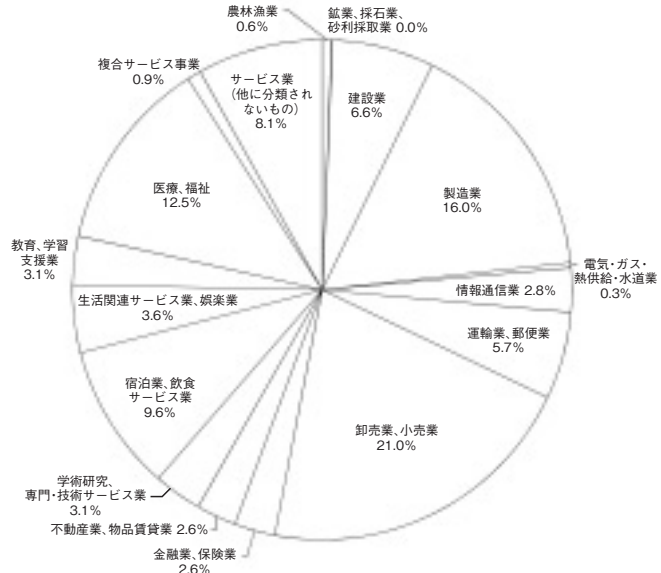 農林漁業
0.6%
鉱業、採石業、
砂利採取業 0.0%
建設業
6.6%
製造業
16.0%
電気・ガス・
熱供給・水道業
0.3%
情報通信業 2.8%
運輸業、郵便業
5.7%
卸売業、小売業
21.0%
金融業、保険業
2.6%
不動産業、物品賃貸業 2.6%
学術研究、
専門・技術サービス業
3.1%
宿泊業、飲食
サービス業
9.6%
生活関連サービス業、娯楽業
3.6%
教育、学習
支援業
3.1%
医療、福祉
12.5%
複合サービス事業
0.9%
サービス業
（他に分類され
ないもの）
8.1%